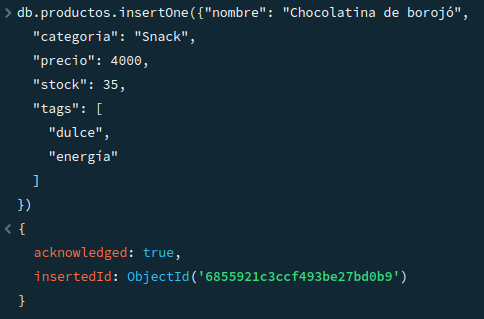 > db.productos.insertOne({"nombre": "Chocolatina de borojó",
"categoria": "Snack",
"precio": 4000,
"stock": 35,
"tags": [
"dulce",
"energía"
]
})
< {
acknowledged: true,
insertedId: ObjectId('6855921c3ccf493be27bd0b9')
}